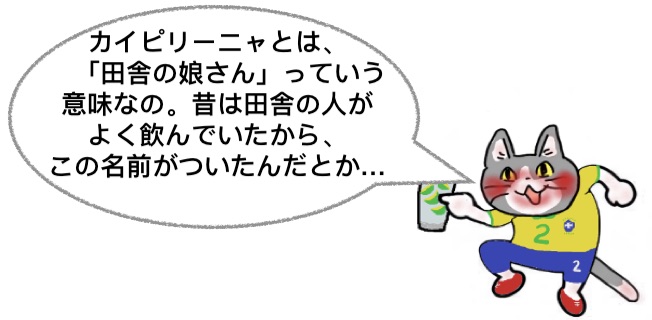 カイピリーニャとは、
「田舎の娘さん」っていう
意味なの。昔は田舎の人が
よく飲んでいたから、
この名前がついたんだとか…
2
2